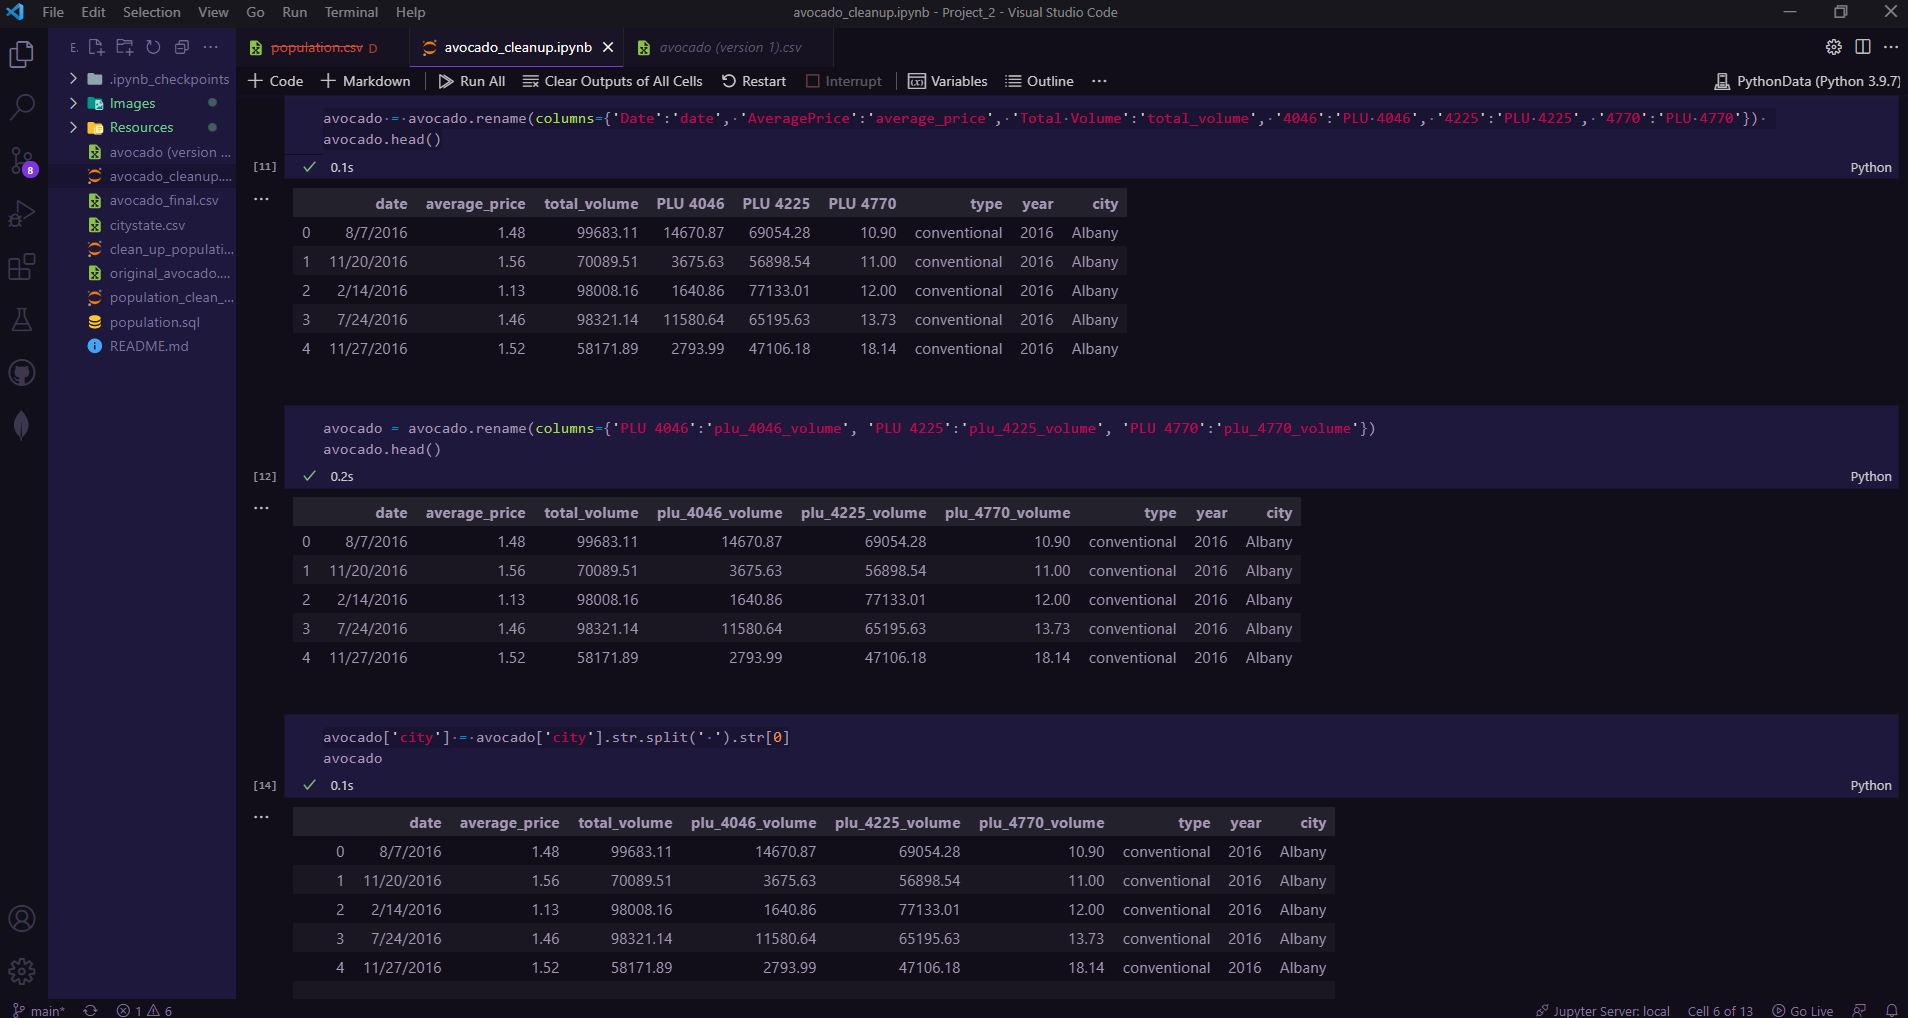 File Edit Selection View Go Run Terminal Help avocado_cleanup.ipynb - Project_2 - Visual Studio Code
E. population.csv D avocado_cleanup.ipynb avocado (version 1).csv
+ Code + Markdown Run All Clear Outputs of All Cells Restart Interrupt Variables Outline ... PythonData (Python 3.9.7)
.ipynb_checkpoints
Images
Resources
avocado (version ...
avocado_cleanup....
avocado_final.csv
citystate.csv
clean_up_populati...
original_avocado....
population_clean_...
population.sql
README.md
8
avocado = avocado.rename(columns={'Date':'date', 'AveragePrice':'average_price', 'Total Volume':'total_volume', '4046':'PLU 4046', '4225':'PLU 4225', '4770':'PLU 4770'})
avocado.head()
[11] 0.1s Python
date average_price total_volume PLU 4046 PLU 4225 PLU 4770 type year city
0 8/7/2016 1.48 99683.11 14670.87 69054.28 10.90 conventional 2016 Albany
1 11/20/2016 1.56 70089.51 3675.63 56898.54 11.00 conventional 2016 Albany
2 2/14/2016 1.13 98008.16 1640.86 77133.01 12.00 conventional 2016 Albany
3 7/24/2016 1.46 98321.14 11580.64 65195.63 13.73 conventional 2016 Albany
4 11/27/2016 1.52 58171.89 2793.99 47106.18 18.14 conventional 2016 Albany
avocado = avocado.rename(columns={'PLU 4046':'plu_4046_volume', 'PLU 4225':'plu_4225_volume', 'PLU 4770':'plu_4770_volume'})
avocado.head()
[12] 0.2s Python
date average_price total_volume plu_4046_volume plu_4225_volume plu_4770_volume type year city
0 8/7/2016 1.48 99683.11 14670.87 69054.28 10.90 conventional 2016 Albany
1 11/20/2016 1.56 70089.51 3675.63 56898.54 11.00 conventional 2016 Albany
2 2/14/2016 1.13 98008.16 1640.86 77133.01 12.00 conventional 2016 Albany
3 7/24/2016 1.46 98321.14 11580.64 65195.63 13.73 conventional 2016 Albany
4 11/27/2016 1.52 58171.89 2793.99 47106.18 18.14 conventional 2016 Albany
avocado['city'] = avocado['city'].str.split(' ').str[0]
avocado
[14] 0.1s Python
date average_price total_volume plu_4046_volume plu_4225_volume plu_4770_volume type year city
0 8/7/2016 1.48 99683.11 14670.87 69054.28 10.90 conventional 2016 Albany
1 11/20/2016 1.56 70089.51 3675.63 56898.54 11.00 conventional 2016 Albany
2 2/14/2016 1.13 98008.16 1640.86 77133.01 12.00 conventional 2016 Albany
3 7/24/2016 1.46 98321.14 11580.64 65195.63 13.73 conventional 2016 Albany
4 11/27/2016 1.52 58171.89 2793.99 47106.18 18.14 conventional 2016 Albany
main* 1 6 Jupyter Server: local Cell 6 of 13 Go Live